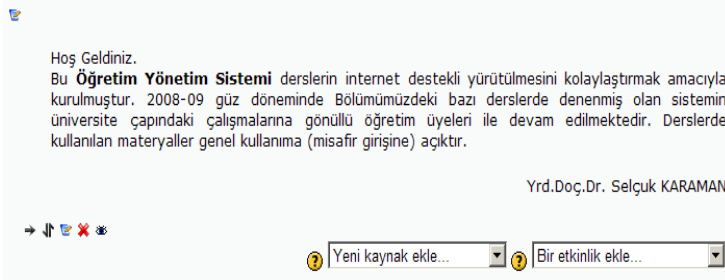 Hoş Geldiniz.
Bu Öğretim Yönetim Sistemi derslerin internet destekli yürütülmesini kolaylaştırmak amacıyla
kurulmuştur. 2008-09 güz döneminde Bölümümüzdeki bazı derslerde denenmiş olan sistemin
üniversite çapındaki çalışmalarına gönüllü öğretim üyeleri ile devam edilmektedir. Derslerde
kullanılan materyaller genel kullanıma (misafir girişine) açıktır.
Yrd.Doç.Dr. Selçuk KARAMAN
Yeni kaynak ekle... Bir etkinlik ekle...